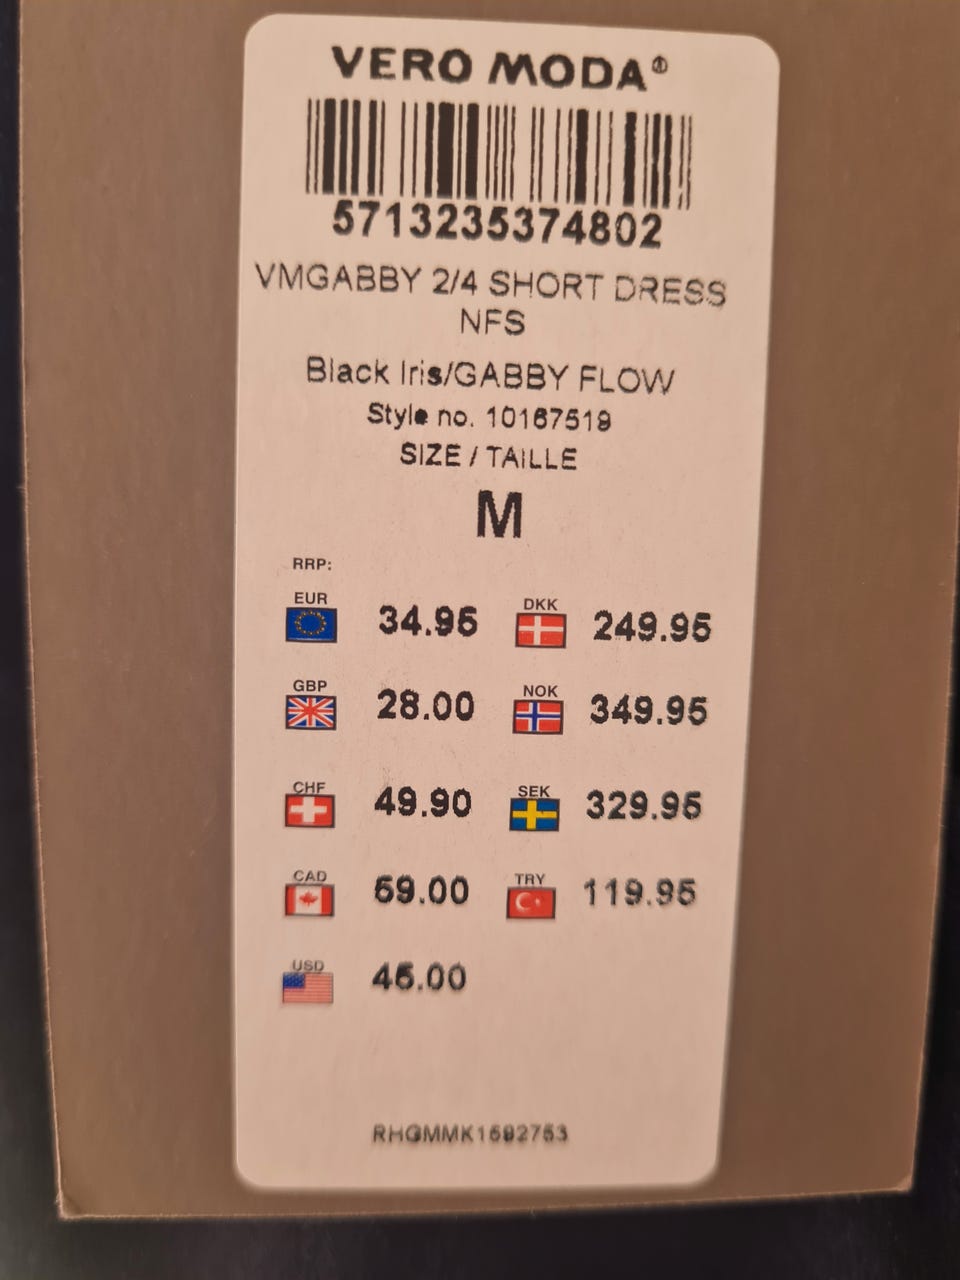 VERO MODA®
5713235374802
VMGABBY 2/4 SHORT DRESS
NFS
Black Iris/GABBY FLOW
Style no. 10167519
SIZE / TAILLE
M
RRP:
EUR 34.95 DKK 249.95
GBP 28.00 NOK 349.95
CHF 49.90 SEK 329.95
CAD 59.00 TRY 119.95
USD 45.00